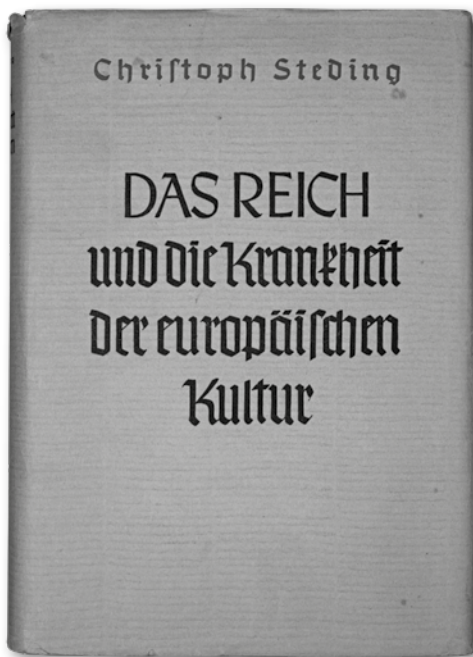 Christoph Steding
DAS REICH
und die Krankheit
der europäischen
Kultur